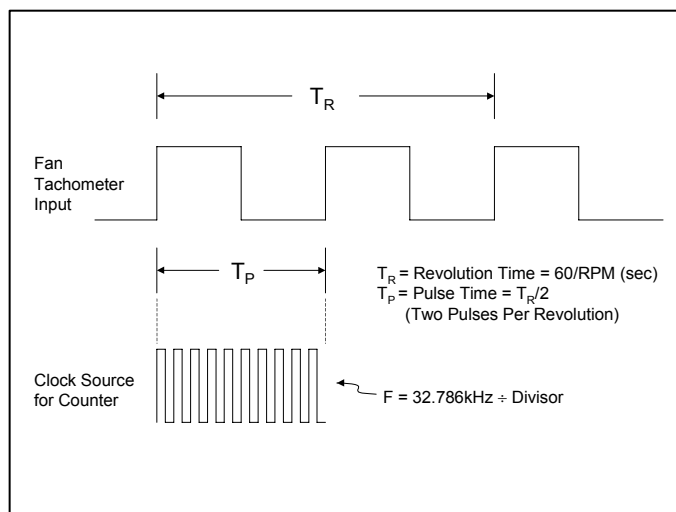 T_R
Fan
Tachometer
Input
T_P
T_R = Revolution Time = 60/RPM (sec)
T_P = Pulse Time = T_R/2
(Two Pulses Per Revolution)
Clock Source
for Counter
F = 32.786kHz ÷ Divisor